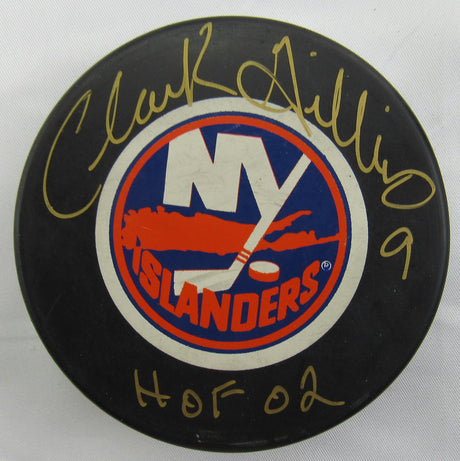 Clark Gillies 9
NY
ISLANDERS
®
HOF 02